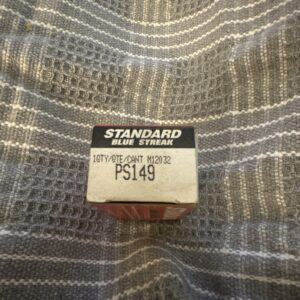 STANDARD
BLUE STREAK
1QTY/QTE/CANT M12032
PS149